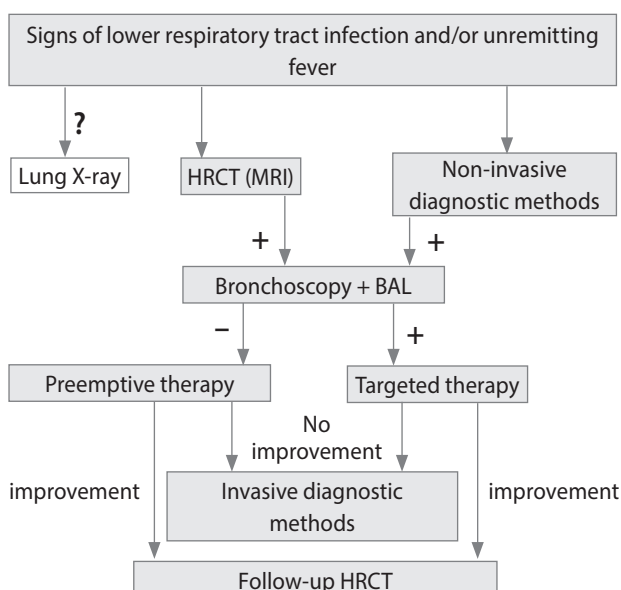 Signs of lower respiratory tract infection and/or unremitting
fever
?
Lung X-ray
HRCT (MRI)
Non-invasive
diagnostic methods
+
+
Bronchoscopy + BAL
–
+
Preemptive therapy
Targeted therapy
No
improvement
improvement
Invasive diagnostic
methods
improvement
Follow-up HRCT